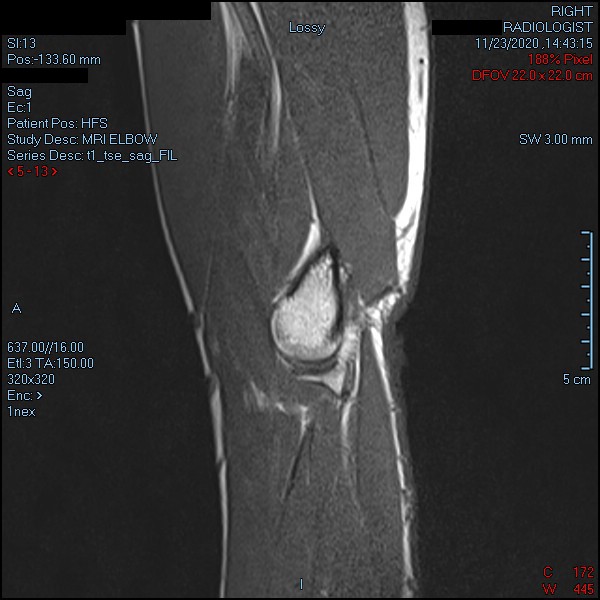 RIGHT
Lossy
RADIOLOGIST
SI:13
11/23/2020 ,14:43:15
Pos:-133.60 mm
188% Pixel
DFOV 22.0 x 22.0 cm
Sag
Ec:1
Patient Pos: HFS
Study Desc: MRI ELBOW
SW 3.00 mm
Series Desc: t1_tse_sag_FIL
< 5 - 13 >
A
637.00//16.00
Etl:3 TA:150.00
320x320
5 cm
Enc: >
1nex
I
C 172
W 445